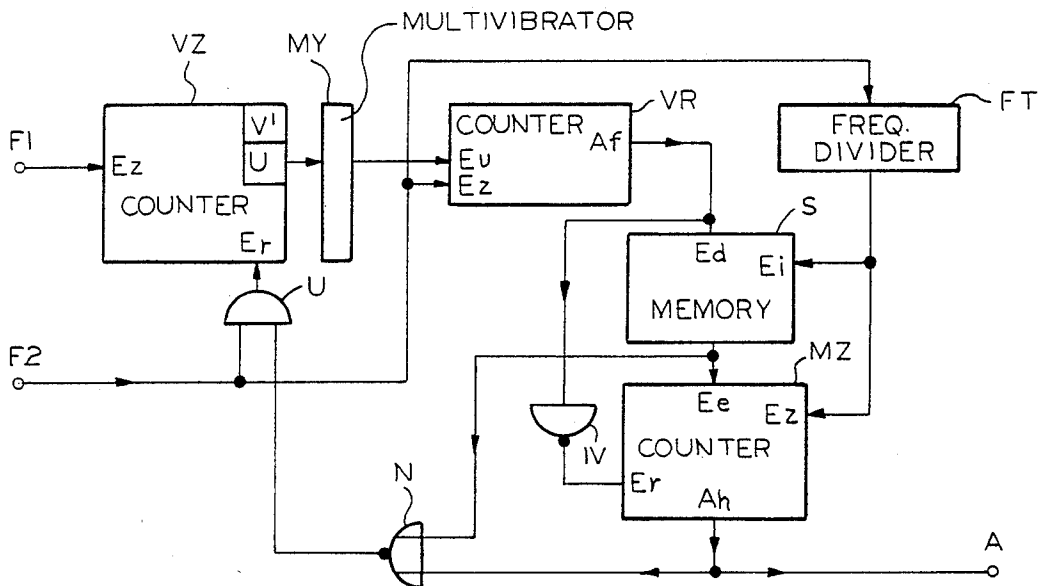 MULTIVIBRATOR
VZ
MY
VR
FT
F1
Ez
V'
U
COUNTER
Er
COUNTER
Af
Eu
Ez
FREQ.
DIVIDER
S
Ed
Ei
MEMORY
U
F2
MZ
Ee
Ez
COUNTER
Er
Ah
IV
N
A